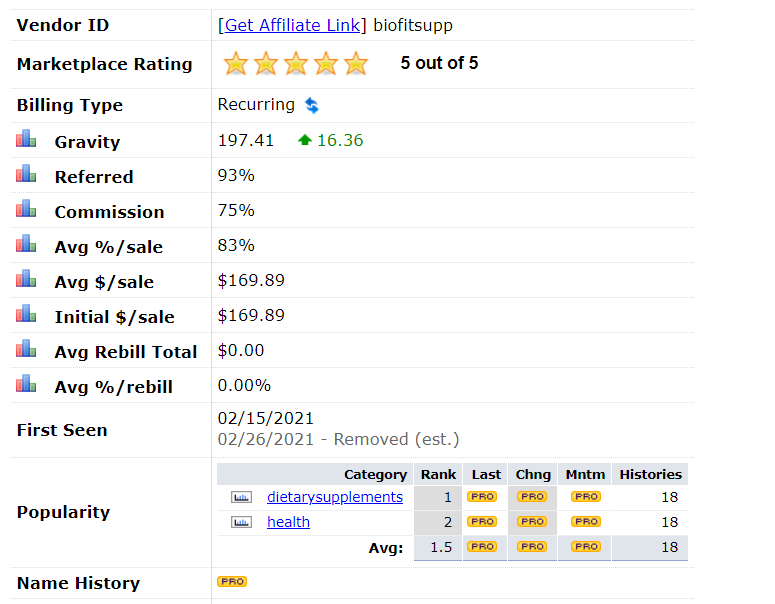 Vendor ID [Get Affiliate Link] biofitsupp
Marketplace Rating 5 out of 5
Billing Type Recurring
Gravity 197.41 16.36
Referred 93%
Commission 75%
Avg %/sale 83%
Avg $/sale $169.89
Initial $/sale $169.89
Avg Rebill Total $0.00
Avg %/rebill 0.00%
First Seen 02/15/2021
02/26/2021 - Removed (est.)
Popularity
Category Rank Last Chng Mntm Histories
dietarysupplements 1 PRO PRO PRO 18
health 2 PRO PRO PRO 18
Avg: 1.5 PRO PRO PRO 18
Name History PRO